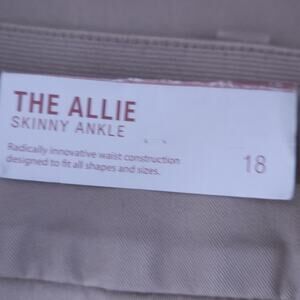 THE ALLIE
SKINNY ANKLE
Radically innovative waist construction
designed to fit all shapes and sizes.
18